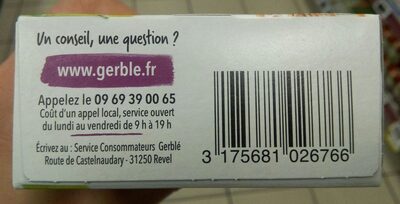 Un conseil, une question ?
www.gerble.fr
Appelez le 09 69 39 00 65
Coût d'un appel local, service ouvert
du lundi au vendredi de 9 h à 19 h
Écrivez au : Service Consommateurs Gerblé
Route de Castelnaudary - 31250 Revel
3 175681 026766